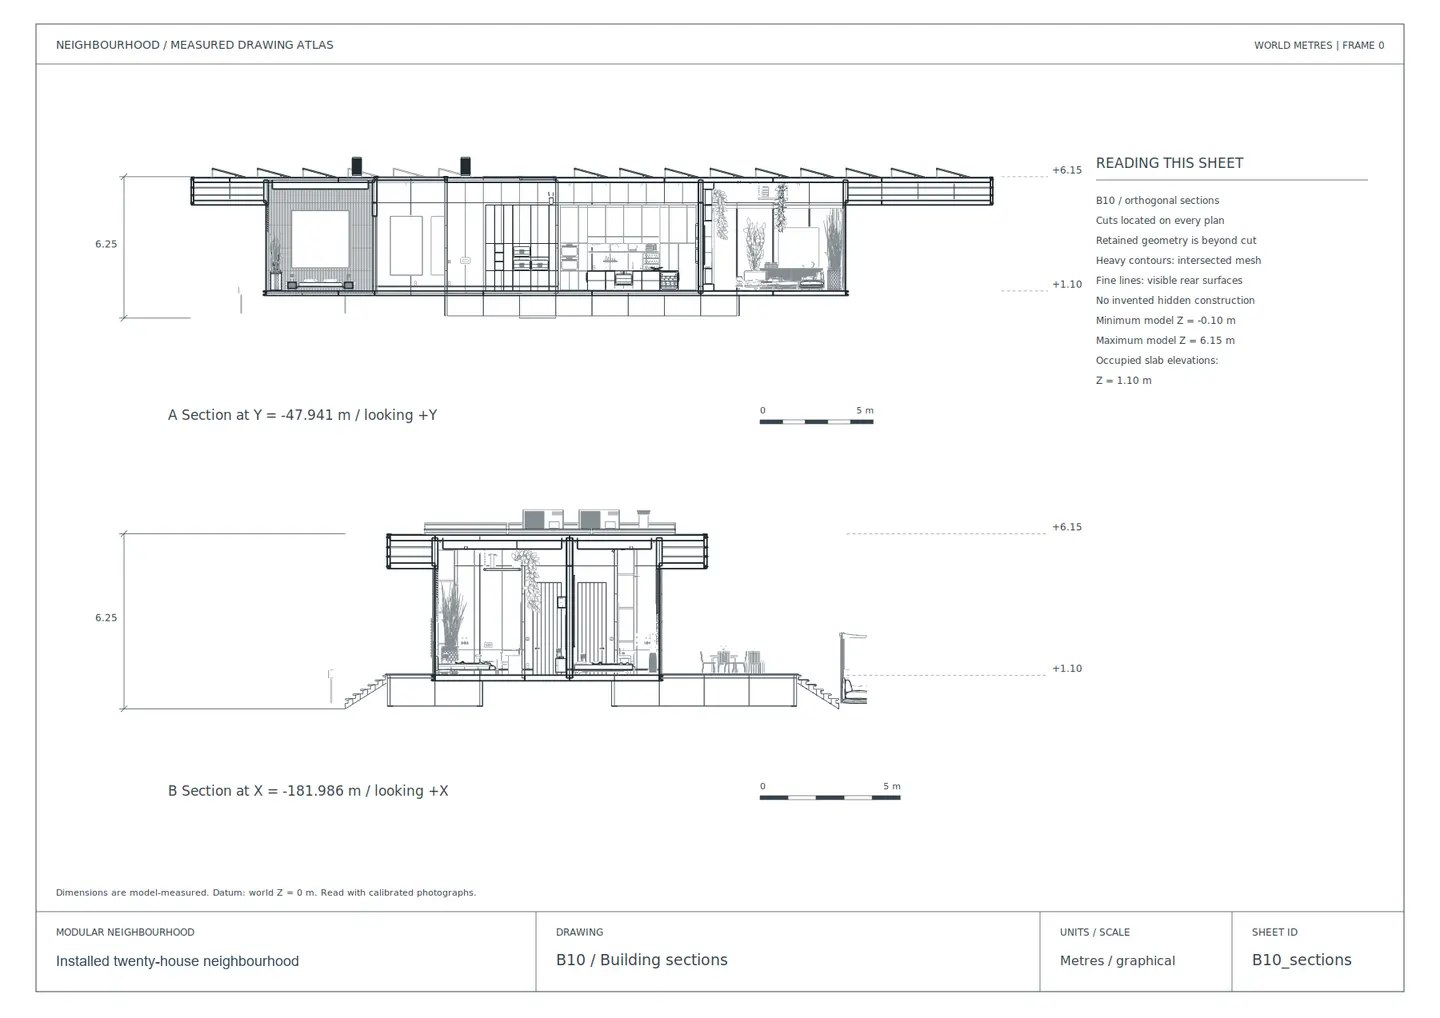 NEIGHBOURHOOD / MEASURED DRAWING ATLAS
WORLD METRES | FRAME 0
READING THIS SHEET
B10 / orthogonal sections
Cuts located on every plan
Retained geometry is beyond cut
Heavy contours: intersected mesh
Fine lines: visible rear surfaces
No invented hidden construction
Minimum model Z = -0.10 m
Maximum model Z = 6.15 m
Occupied slab elevations:
Z = 1.10 m
+6.15
6.25
+1.10
A Section at Y = -47.941 m / looking +Y
0 5 m
+6.15
6.25
+1.10
B Section at X = -181.986 m / looking +X
0 5 m
Dimensions are model-measured. Datum: world Z = 0 m. Read with calibrated photographs.
MODULAR NEIGHBOURHOOD
Installed twenty-house neighbourhood
DRAWING
B10 / Building sections
UNITS / SCALE
Metres / graphical
SHEET ID
B10_sections